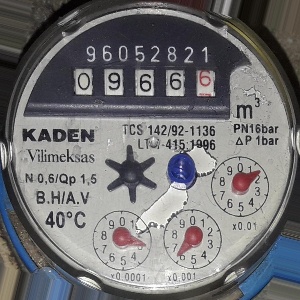 96052821
0966
m³
KADEN
Vilimeksas
TCS 142/92-1136
LT 415.1996
PN16bar
ΔP 1bar
N 0,6/Qp 1,5
B.H/A.V
40°C
x0.01
x0.0001
x0.001